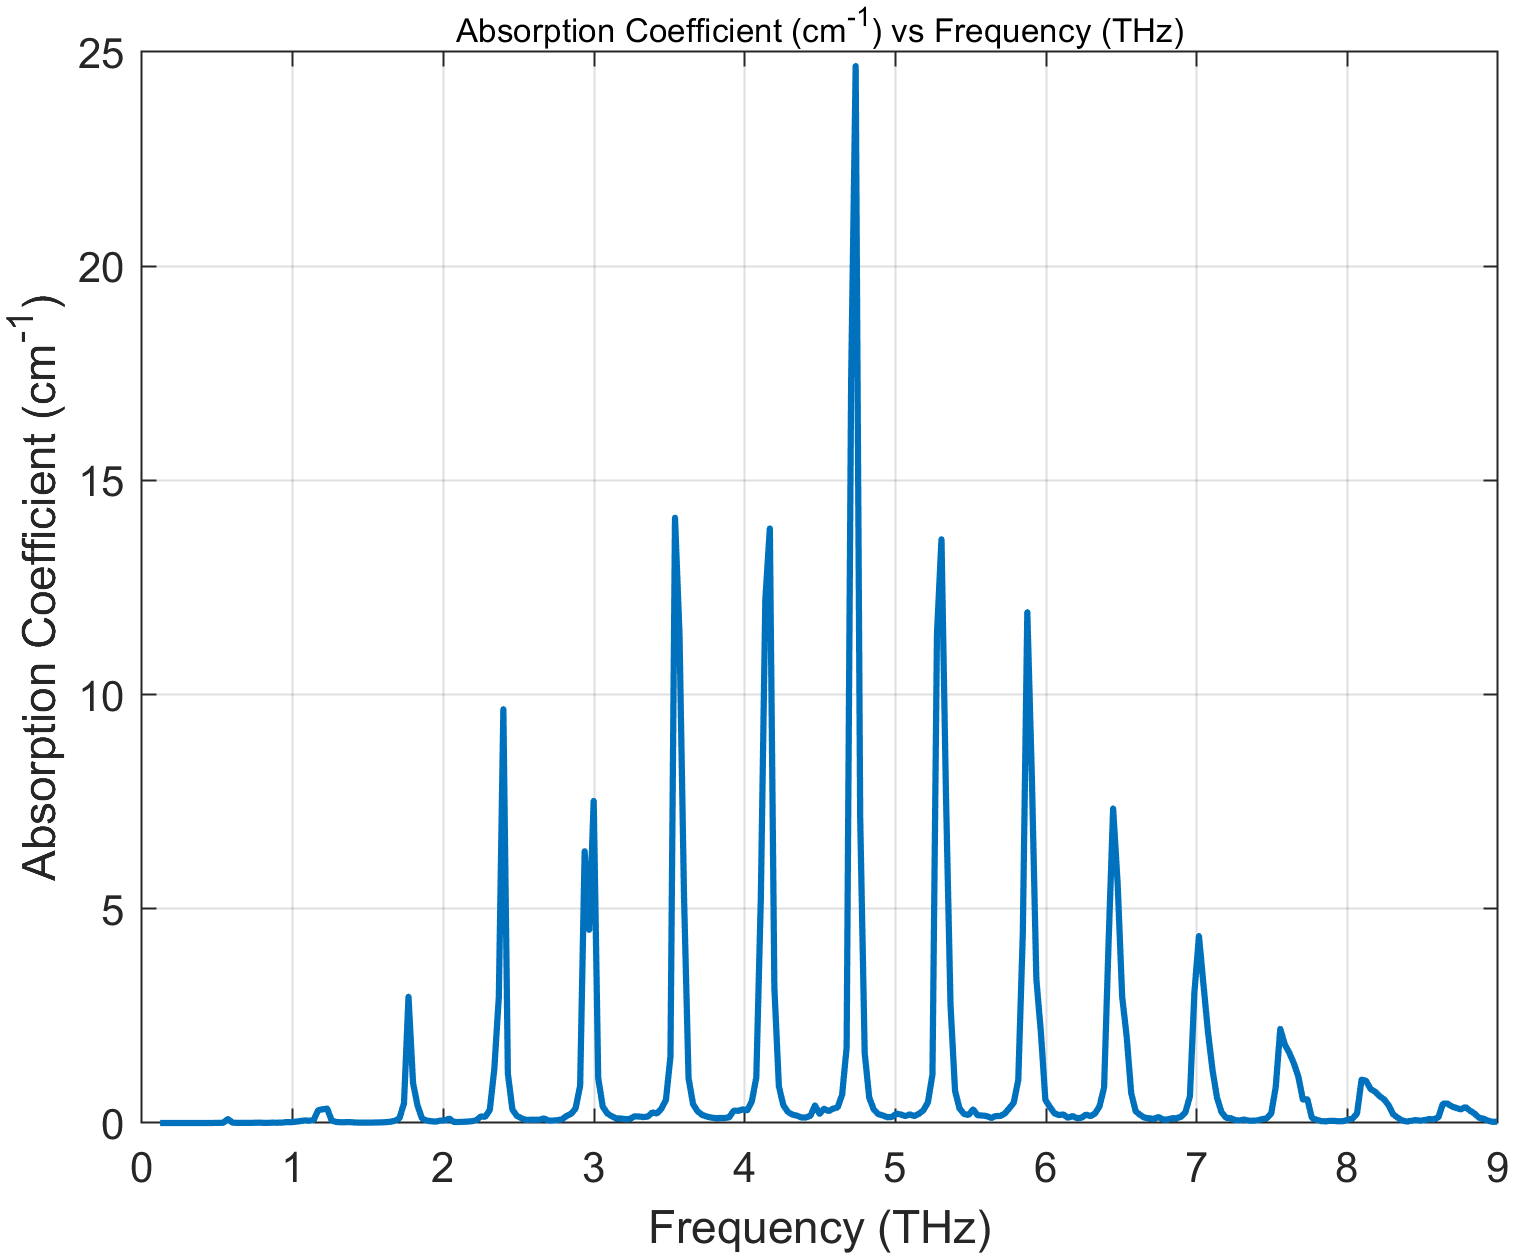 Absorption Coefficient (cm⁻¹) vs Frequency (THz)
25
20
15
10
5
0
Absorption Coefficient (cm⁻¹)
0 1 2 3 4 5 6 7 8 9
Frequency (THz)